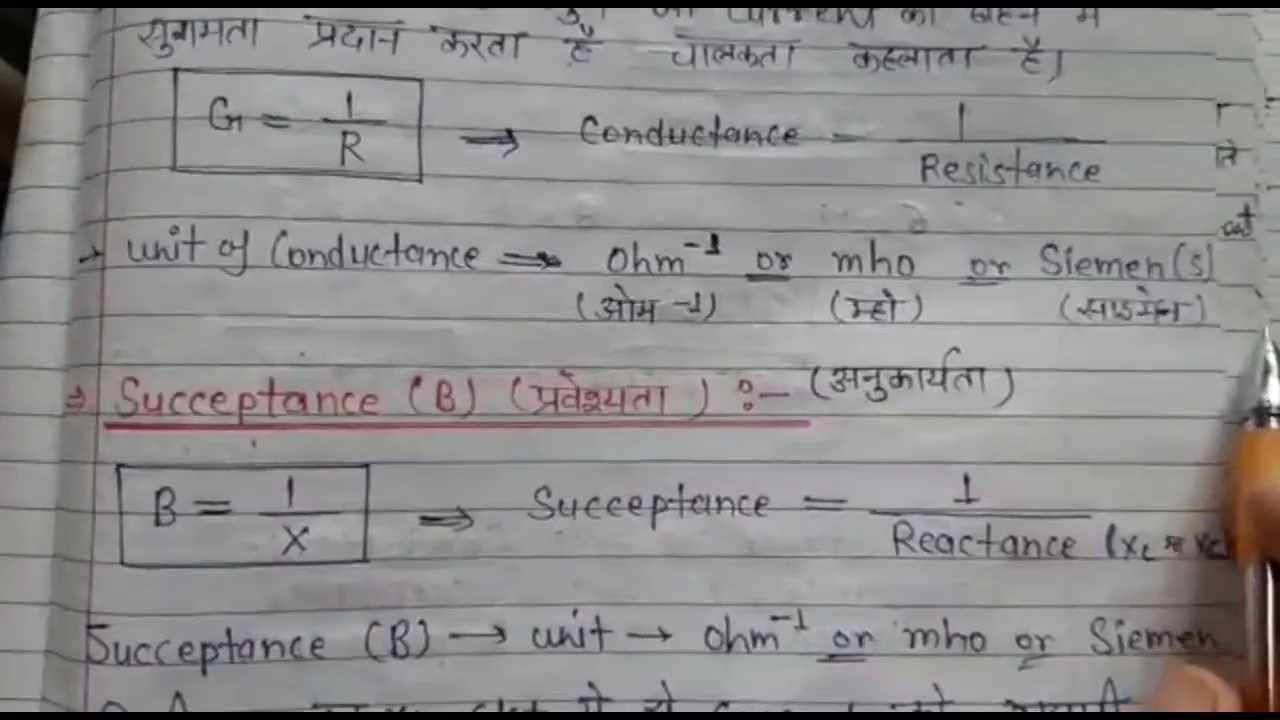 सुगमता प्रदान करता है चालकता कहलाता है।
G = 1/R → Conductance = 1/Resistance
→ unit of Conductance ⇒ ohm⁻¹ or mho or Siemen(s)
(ओम -1) (म्हो) (साइमेन)
⇒ Succeptance (B) (प्रवेश्यता) :- (अनुकार्यता)
B = 1/X ⇒ Succeptance = 1/Reactance
Succeptance (B) → unit → ohm⁻¹ or mho or Siemen